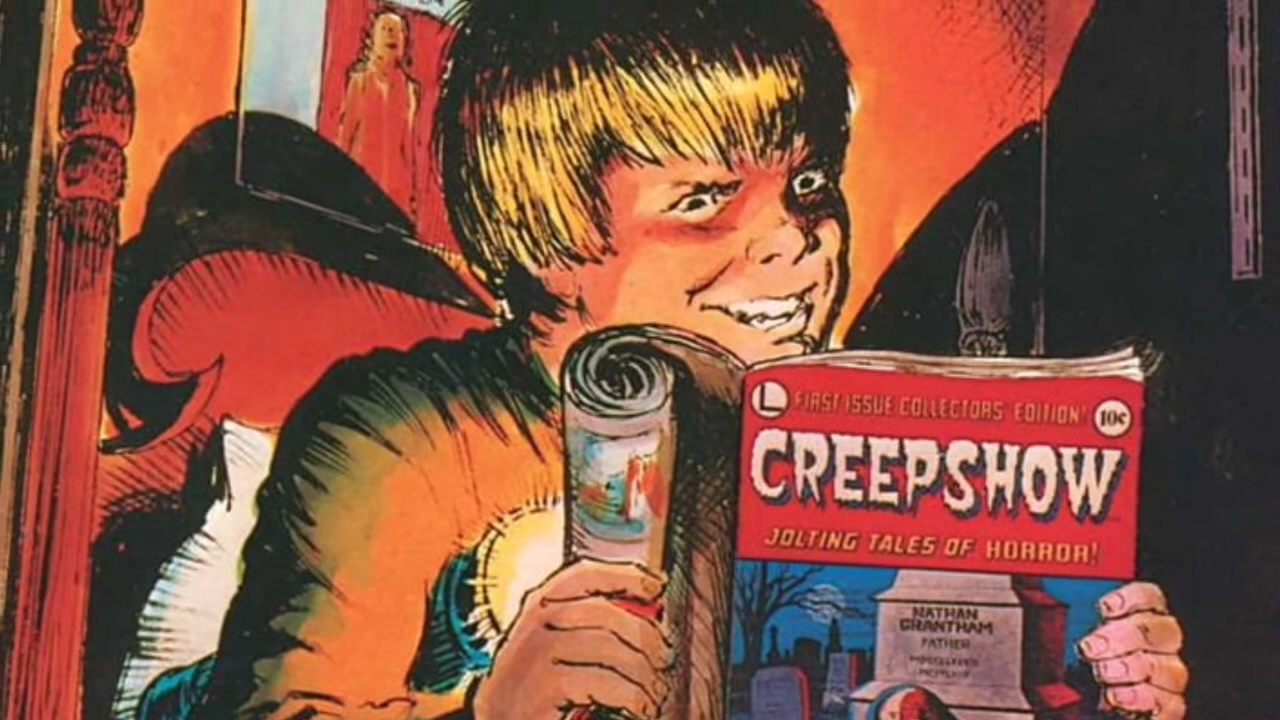 L FIRST ISSUE COLLECTORS EDITION! 10¢
CREEPSHOW
JOLTING TALES OF HORROR!
NATHAN
GRANTHAM
FATHER